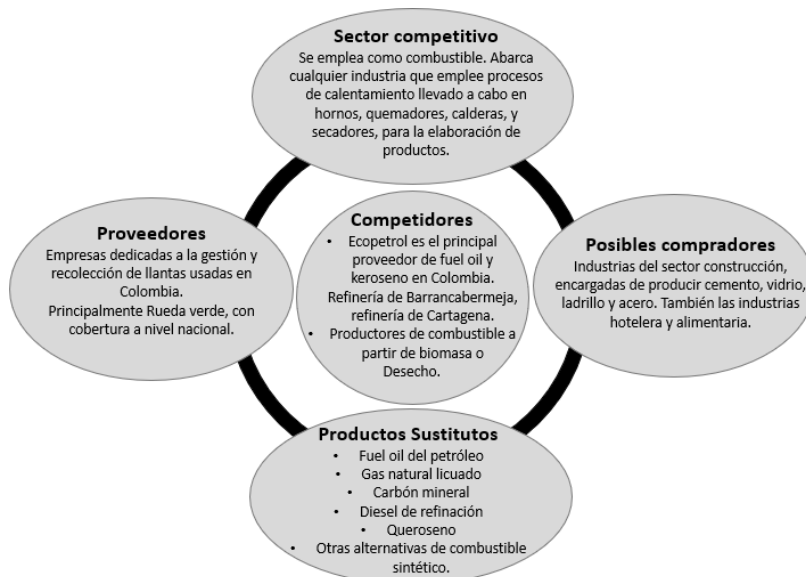 Sector competitivo
Se emplea como combustible. Abarca
cualquier industria que emplee procesos
de calentamiento llevado a cabo en
hornos, quemadores, calderas, y
secadores, para la elaboración de
productos.
Proveedores
Empresas dedicadas a la gestión y
recolección de llantas usadas en
Colombia.
Principalmente Rueda verde, con
cobertura a nivel nacional.
Competidores
• Ecopetrol es el principal
proveedor de fuel oil y
keroseno en Colombia.
Refinería de Barrancabermeja,
refinería de Cartagena.
• Productores de combustible a
partir de biomasa o
Desecho.
Posibles compradores
Industrias del sector construcción,
encargadas de producir cemento, vidrio,
ladrillo y acero. También las industrias
hotelera y alimentaria.
Productos Sustitutos
• Fuel oil del petróleo
• Gas natural licuado
• Carbón mineral
• Diesel de refinación
• Queroseno
• Otras alternativas de combustible
sintético.